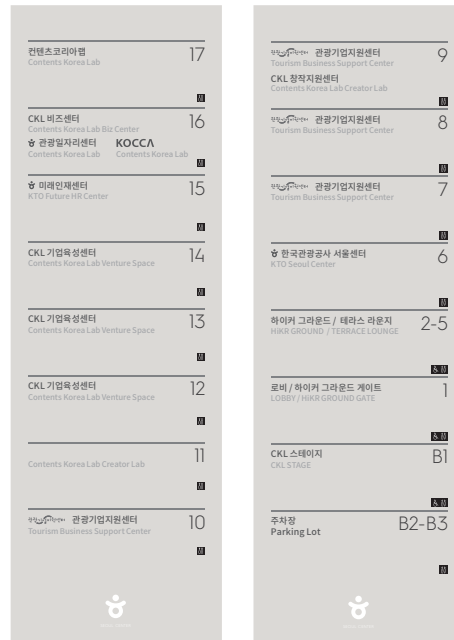 컨텐츠코리아랩 17
Contents Korea Lab
CKL 비즈센터 16
Contents Korea Lab Biz Center
관광일자리센터 KOCCA
Contents Korea Lab Contents Korea Lab
미래인재센터 15
KTO Future HR Center
CKL 기업육성센터 14
Contents Korea Lab Venture Space
CKL 기업육성센터 13
Contents Korea Lab Venture Space
CKL 기업육성센터 12
Contents Korea Lab Venture Space
11
Contents Korea Lab Creator Lab
관광기업지원센터 10
Tourism Business Support Center
관광기업지원센터 9
Tourism Business Support Center
CKL 창작지원센터
Contents Korea Lab Creator Lab
관광기업지원센터 8
Tourism Business Support Center
관광기업지원센터 7
Tourism Business Support Center
한국관광공사 서울센터 6
KTO Seoul Center
하이커 그라운드 / 테라스 라운지 2-5
HiKR GROUND / TERRACE LOUNGE
로비 / 하이커 그라운드 게이트 1
LOBBY / HiKR GROUND GATE
CKL 스테이지 B1
CKL STAGE
주차장 B2-B3
Parking Lot